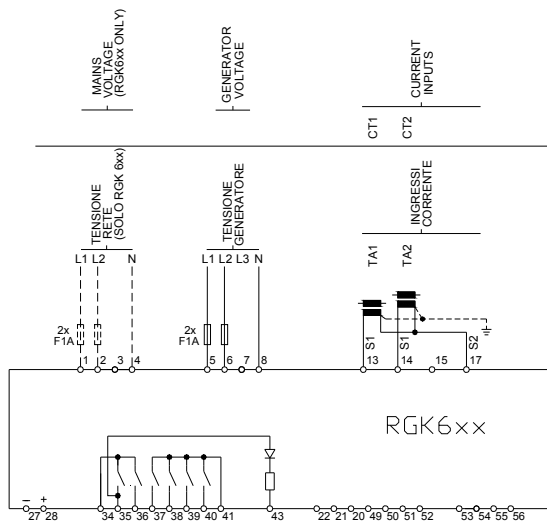 MAINS
VOLTAGE
(RGK6xx ONLY)
GENERATOR
VOLTAGE
CURRENT
INPUTS
CT1
CT2
TENSIONE
RETE
(SOLO RGK 6xx)
TENSIONE
GENERATORE
INGRESSI
CORRENTE
TA1
TA2
L1 L2 N
L1 L2 L3 N
2x
F1A
2x
F1A
S1
S1
S2
1 2 3 4
5 6 7 8
13 14 15 17
RGK6xx
– +
27 28
34 35 36 37 38 39 40 41
43
22 21 20 49 50 51 52
53 54 55 56